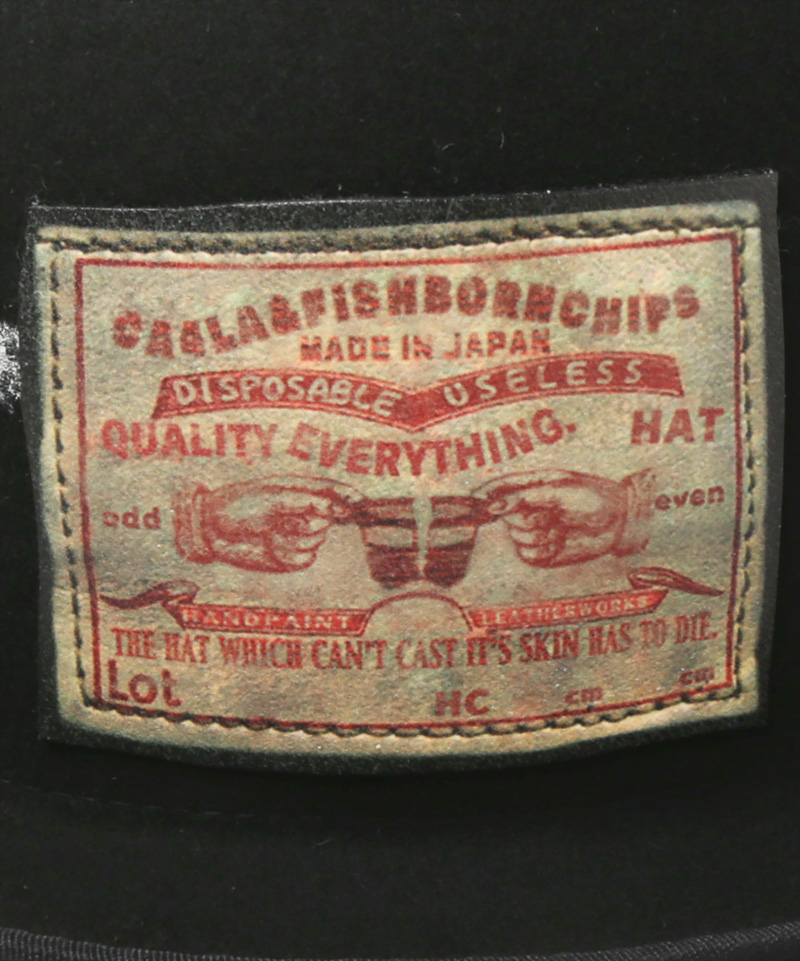 CA4LA&FISHBORNCHIPS
MADE IN JAPAN
DISPOSABLE USELESS
QUALITY EVERYTHING. HAT
odd even
HANDPAINT LEATHERWORKS
THE HAT WHICH CAN'T CAST IT'S SKIN HAS TO DIE.
Lot HC cm cm